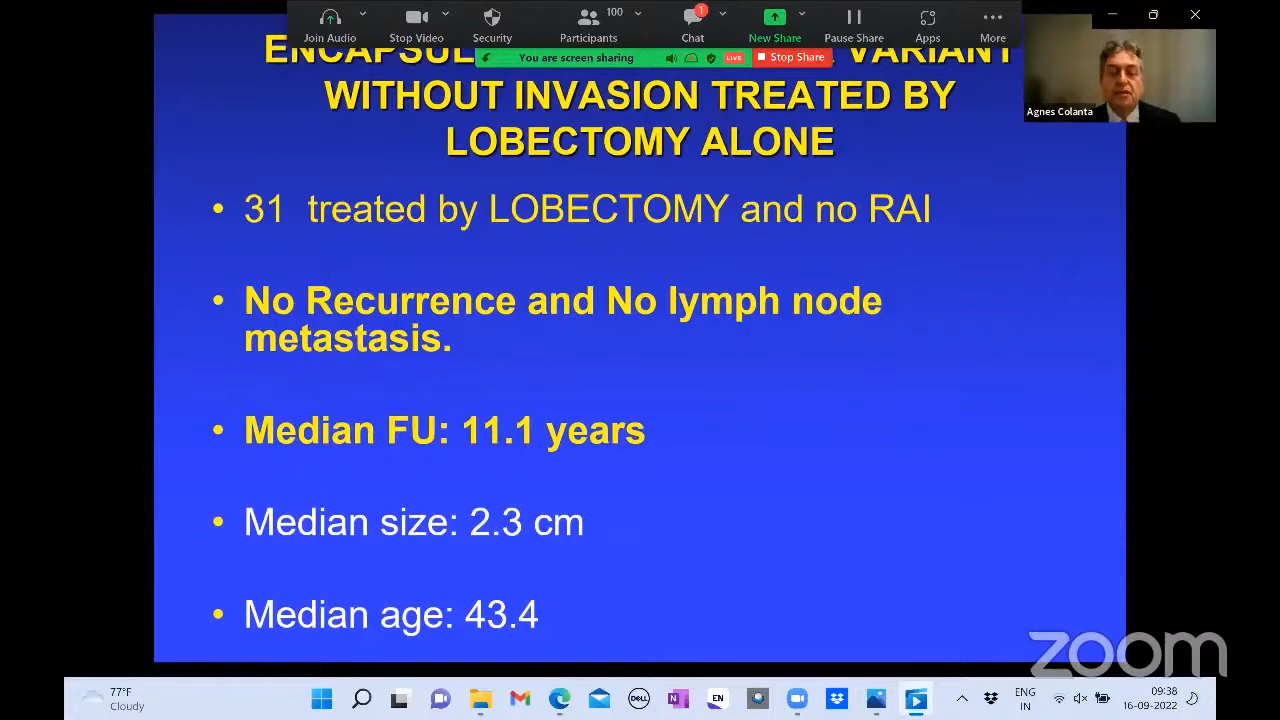 Join Audio
Stop Video
Security
Participants
100
Chat
1
New Share
Pause Share
Apps
More
You are screen sharing
LIVE
Stop Share
Agnes Colanta
VARIANT
WITHOUT INVASION TREATED BY
LOBECTOMY ALONE
• 31 treated by LOBECTOMY and no RAI
• No Recurrence and No lymph node
metastasis.
• Median FU: 11.1 years
• Median size: 2.3 cm
• Median age: 43.4
zoom
77°F
Cloudy
DELL
EN
ENG
IN
09:38
16-09-2022